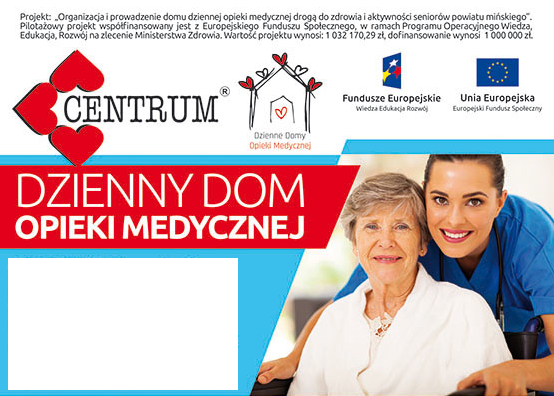 Projekt: „Organizacja i prowadzenie domu dziennej opieki medycznej drogą do zdrowia i aktywności seniorów powiatu mińskiego".
Pilotażowy projekt współfinansowany jest z Europejskiego Funduszu Społecznego, w ramach Programu Operacyjnego Wiedza,
Edukacja, Rozwój na zlecenie Ministerstwa Zdrowia. Wartość projektu wynosi: 1 032 170,29 zł, dofinansowanie wynosi 1 000 000 zł.
CENTRUM®
Dzienne Domy
Opieki Medycznej
Fundusze Europejskie
Wiedza Edukacja Rozwój
Unia Europejska
Europejski Fundusz Społeczny
DZIENNY DOM
OPIEKI MEDYCZNEJ